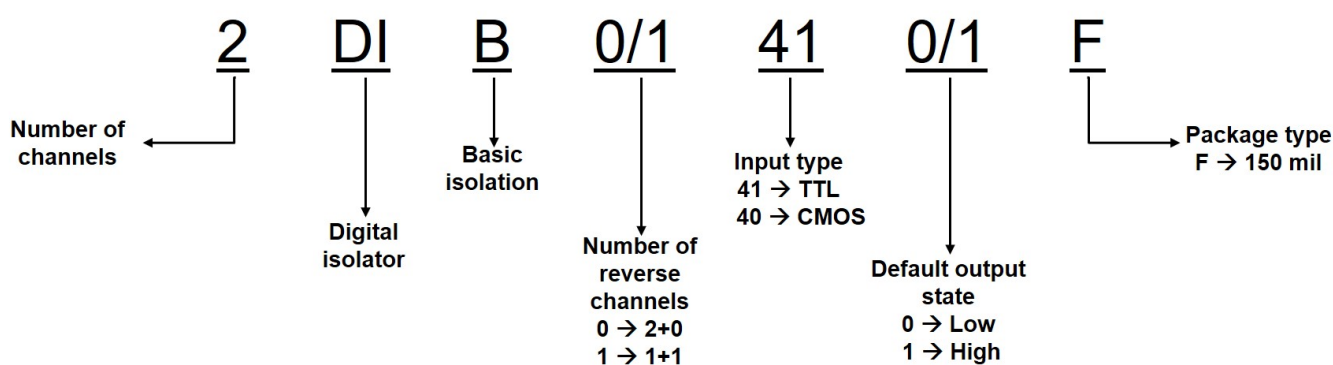 2 DI B 0/1 41 0/1 F
Number of
channels
Digital
isolator
Basic
isolation
Number of
reverse
channels
0 → 2+0
1 → 1+1
Input type
41 → TTL
40 → CMOS
Default output
state
0 → Low
1 → High
Package type
F → 150 mil